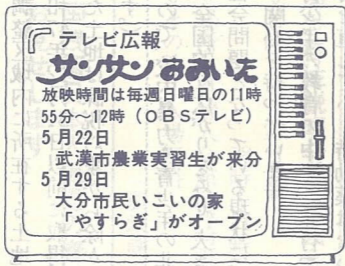 テレビ広報
サンサンおおいた
放映時間は毎週日曜日の11時
55分〜12時(OBSテレビ)
5月22日
武漢市農業実習生が来分
5月29日
大分市民いこいの家
「やすらぎ」がオープン